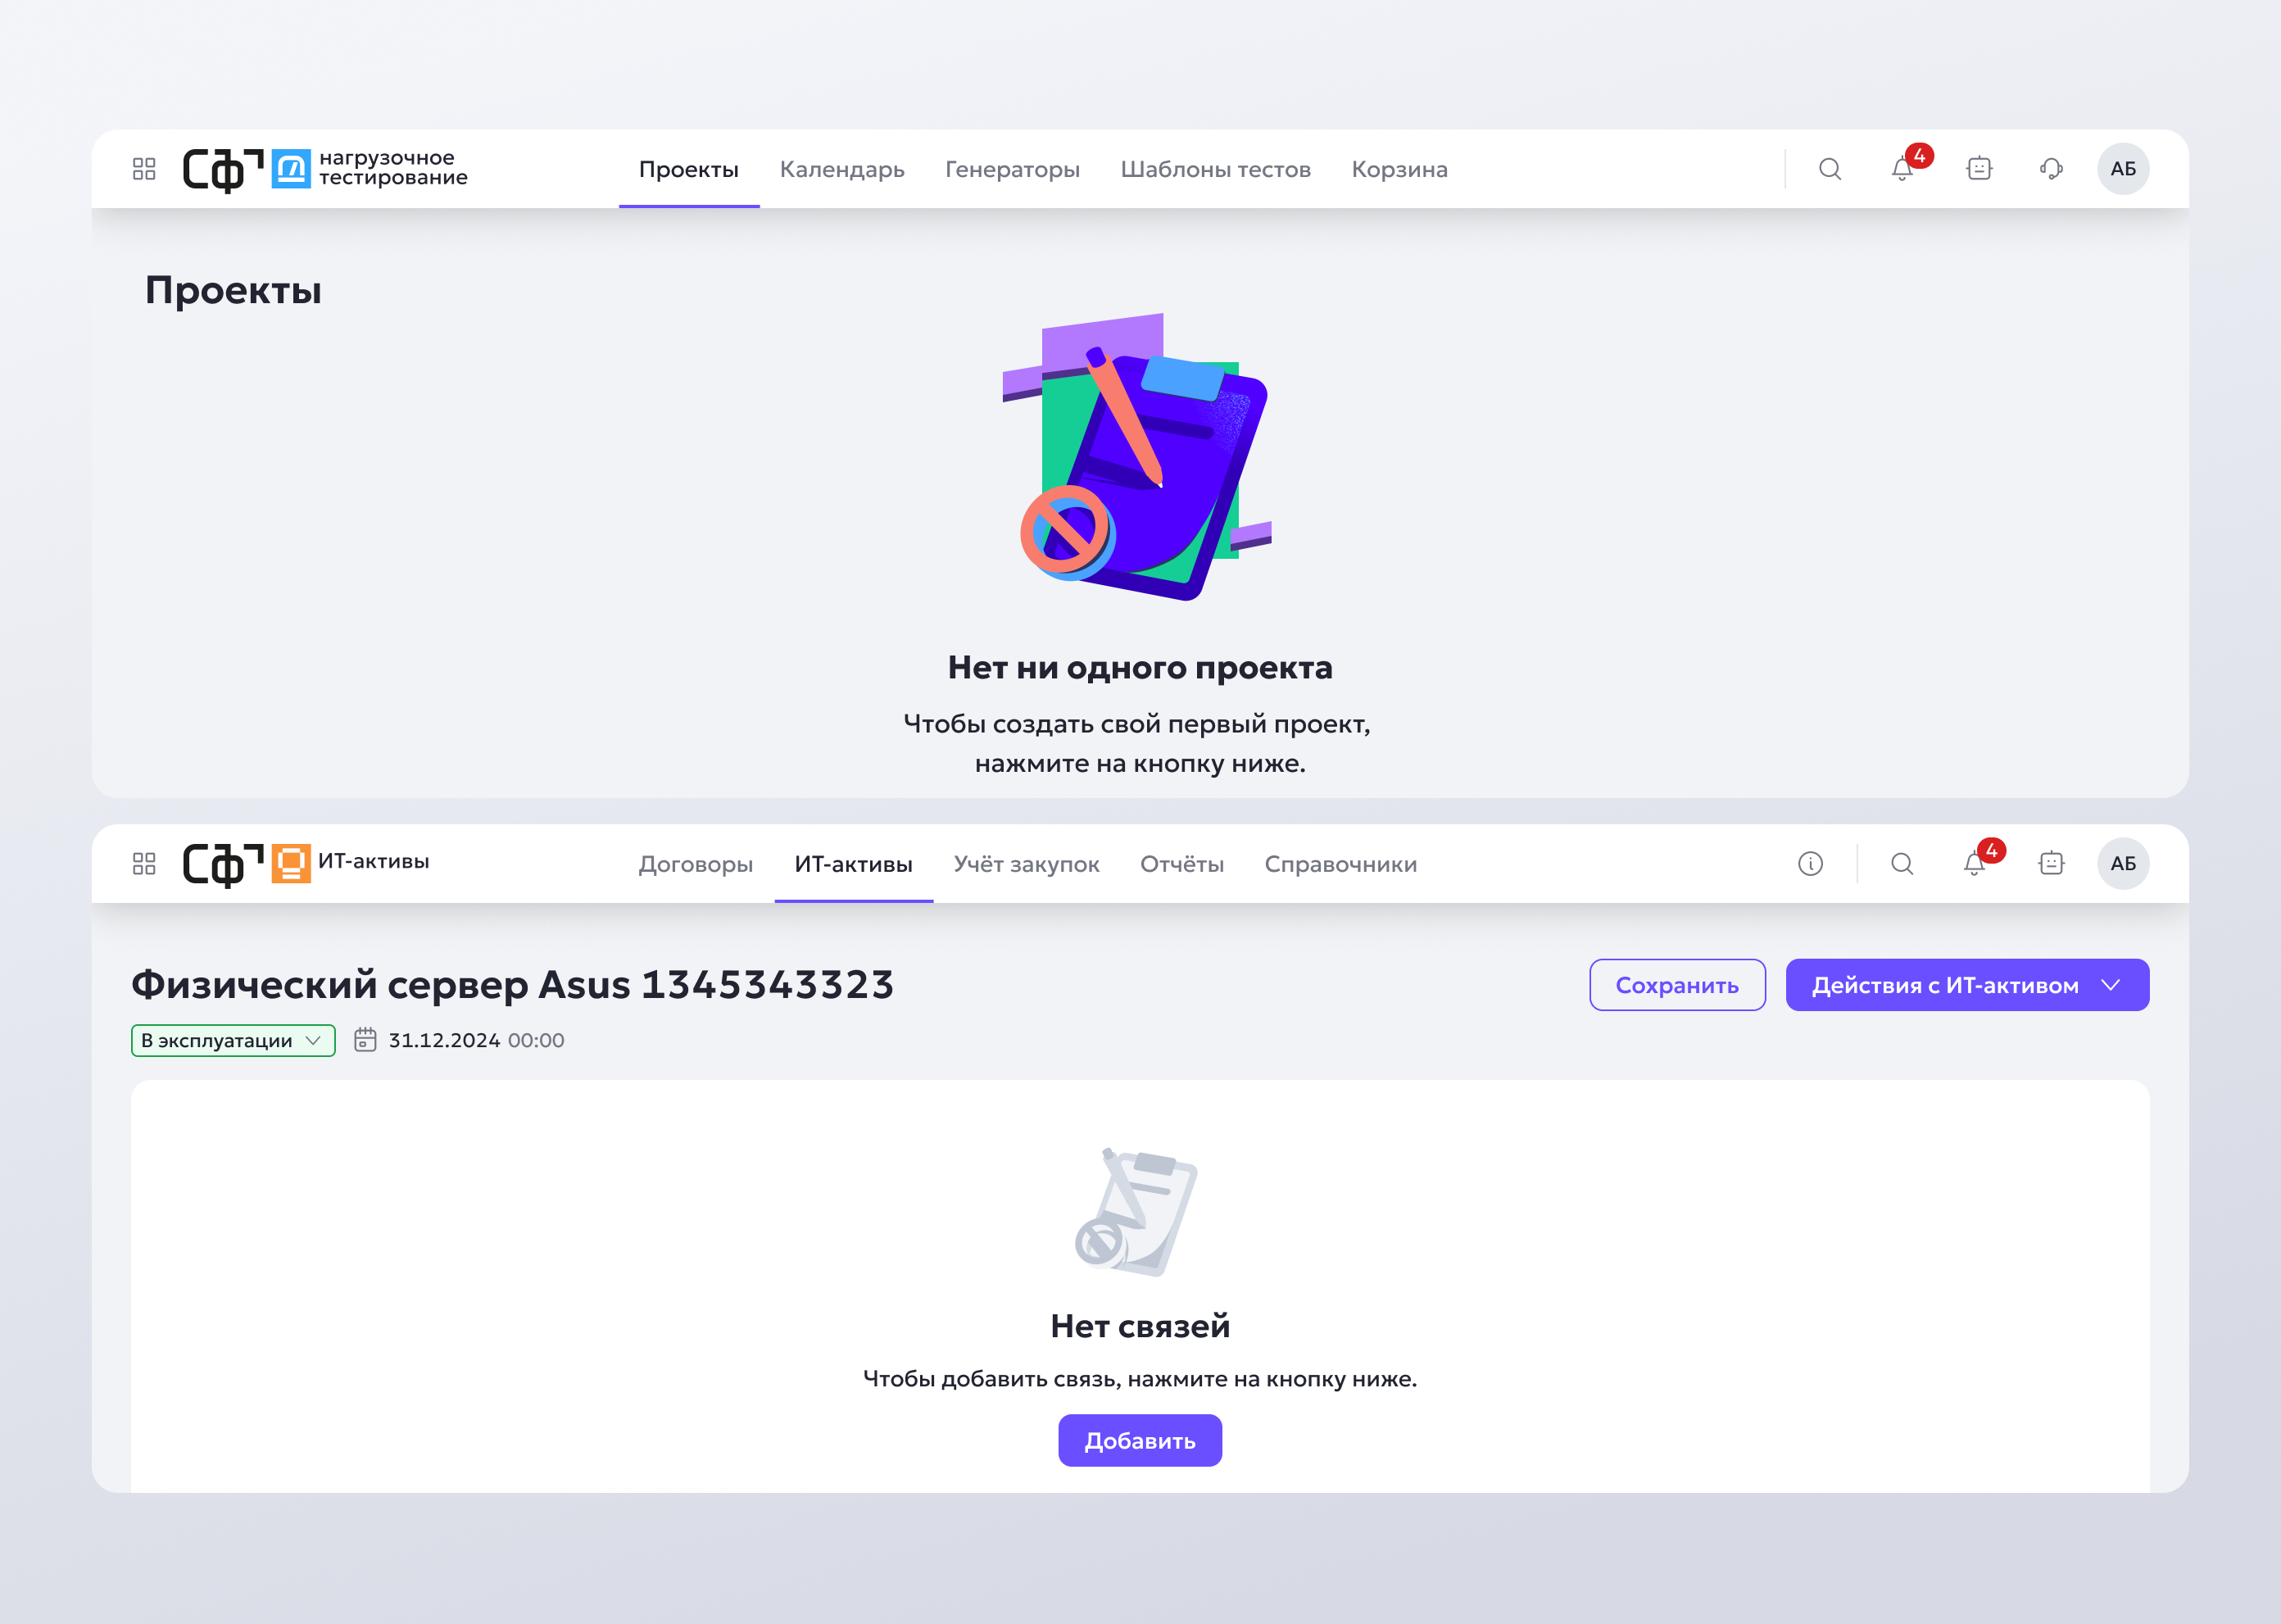 СФ
нагрузочное
тестирование
Проекты Календарь Генераторы Шаблоны тестов Корзина
4
АБ
Проекты
Нет ни одного проекта
Чтобы создать свой первый проект,
нажмите на кнопку ниже.
СФ
ИТ-активы
Договоры ИТ-активы Учёт закупок Отчёты Справочники
4
АБ
Физический сервер Asus 1345343323
Сохранить
Действия с ИТ-активом
В эксплуатации
31.12.2024 00:00
Нет связей
Чтобы добавить связь, нажмите на кнопку ниже.
Добавить